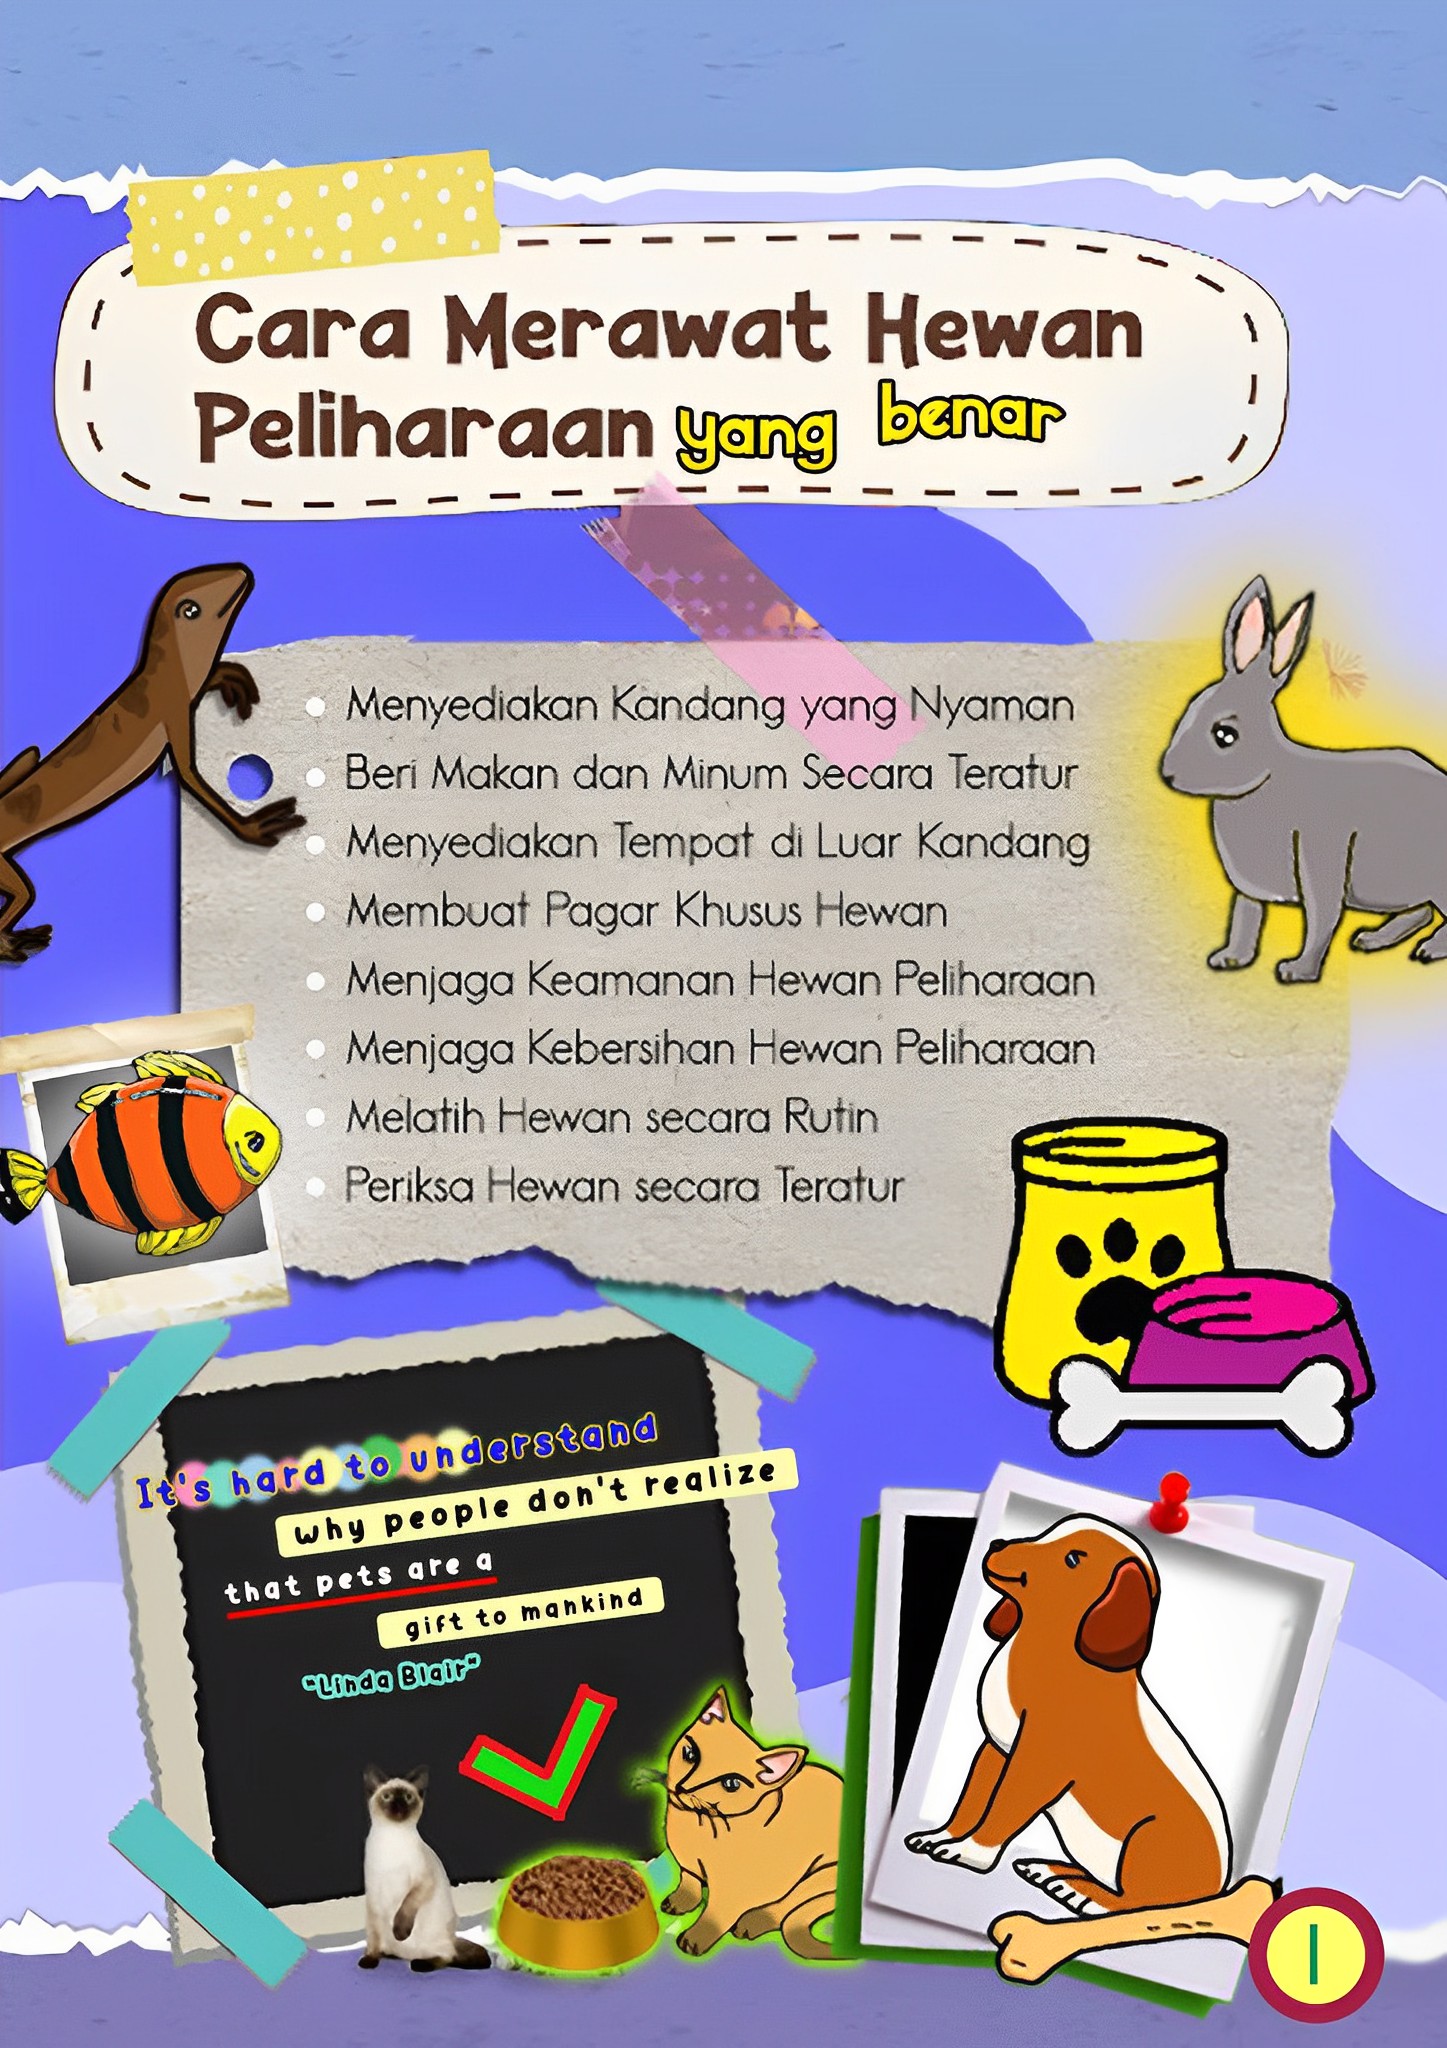 Cara Merawat Hewan
Peliharaan yang benar
Menyediakan Kandang yang Nyaman
Beri Makan dan Minum Secara Teratur
Menyediakan Tempat di Luar Kandang
Membuat Pagar Khusus Hewan
Menjaga Keamanan Hewan Peliharaan
Menjaga Kebersihan Hewan Peliharaan
Melatih Hewan secara Rutin
Periksa Hewan secara Teratur
It's hard to understand
why people don't realize
that pets are a
gift to mankind
"Linda Blair"
1